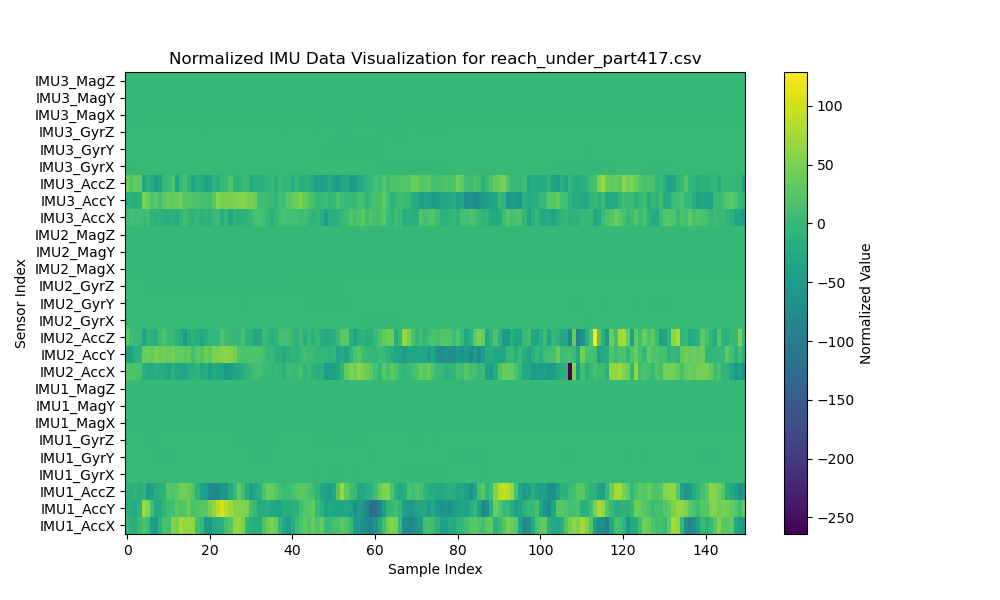 Normalized IMU Data Visualization for reach_under_part417.csv
IMU3_MagZ
IMU3_MagY
IMU3_MagX
IMU3_GyrZ
IMU3_GyrY
IMU3_GyrX
IMU3_AccZ
IMU3_AccY
IMU3_AccX
IMU2_MagZ
IMU2_MagY
IMU2_MagX
IMU2_GyrZ
IMU2_GyrY
IMU2_GyrX
IMU2_AccZ
IMU2_AccY
IMU2_AccX
IMU1_MagZ
IMU1_MagY
IMU1_MagX
IMU1_GyrZ
IMU1_GyrY
IMU1_GyrX
IMU1_AccZ
IMU1_AccY
IMU1_AccX
Sensor Index
0 20 40 60 80 100 120 140
Sample Index
100
50
0
−50
−100
−150
−200
−250
Normalized Value